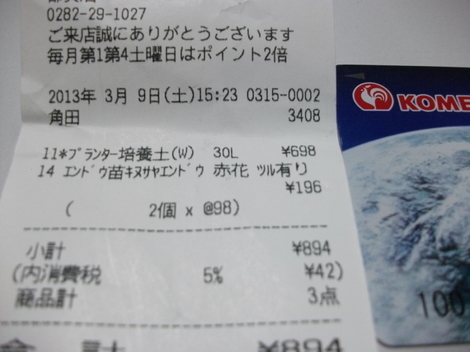 0282-29-1027
ご来店誠にありがとうございます
毎月第1第4土曜日はポイント2倍
2013年 3月 9日(土)15:23 0315-0002
角田 3408
11*プランター培養土(W) 30L ¥698
14 エンドウ苗キヌサヤエンドウ 赤花 ツル有り
¥196
( 2個 x @98)
小計 ¥894
(内消費税 5% ¥42)
商品計 3点
合計 ¥894
KOME
100